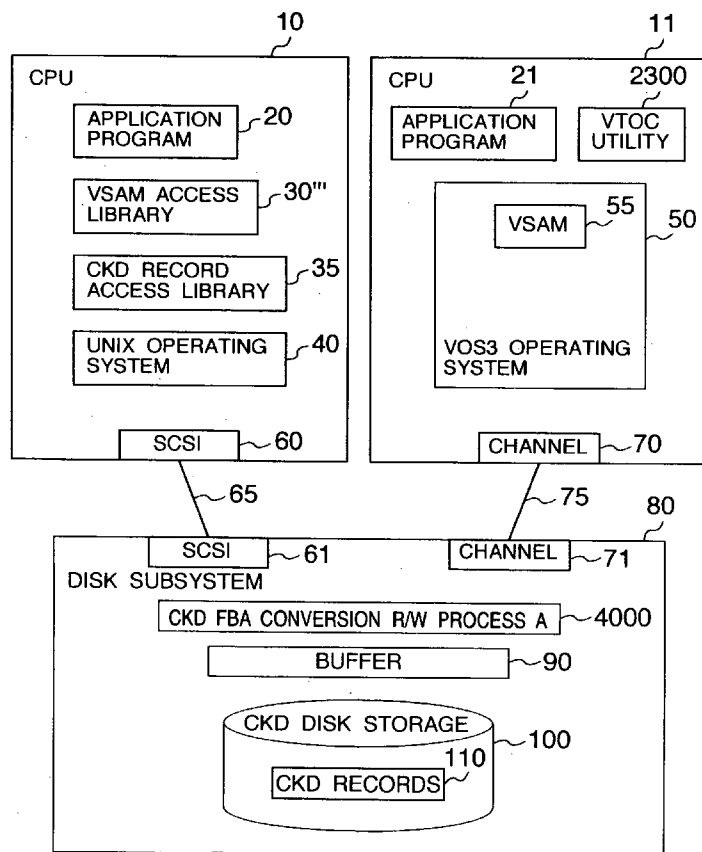 10
CPU
APPLICATION
PROGRAM
20
VSAM ACCESS
LIBRARY
30'''
CKD RECORD
ACCESS LIBRARY
35
UNIX OPERATING
SYSTEM
40
SCSI
60
65
11
CPU
21
2300
APPLICATION
PROGRAM
VTOC
UTILITY
VSAM
55
50
VOS3 OPERATING
SYSTEM
CHANNEL
70
75
80
SCSI
61
CHANNEL
71
DISK SUBSYSTEM
CKD FBA CONVERSION R/W PROCESS A
4000
BUFFER
90
CKD DISK STORAGE
100
110
CKD RECORDS